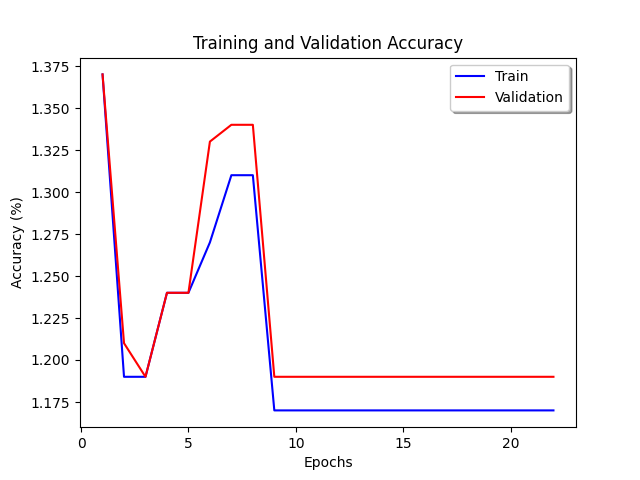 Training and Validation Accuracy
Train
Validation
Accuracy (%)
1.375
1.350
1.325
1.300
1.275
1.250
1.225
1.200
1.175
0 5 10 15 20
Epochs